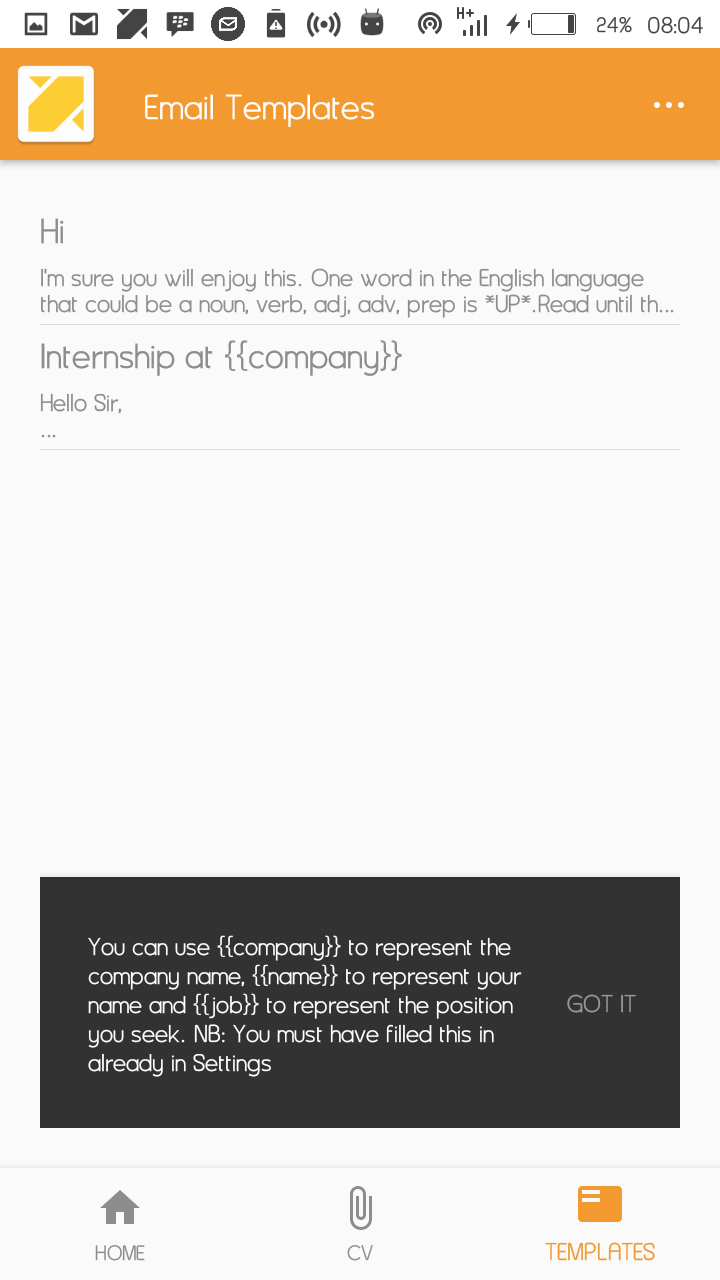 H+
24% 08:04
Email Templates
Hi
I'm sure you will enjoy this. One word in the English language
that could be a noun, verb, adj, adv, prep is *UP*.Read until th...
Internship at {{company}}
Hello Sir,
...
You can use {{company}} to represent the
company name, {{name}} to represent your
name and {{job}} to represent the position
you seek. NB: You must have filled this in
already in Settings
GOT IT
HOME
CV
TEMPLATES